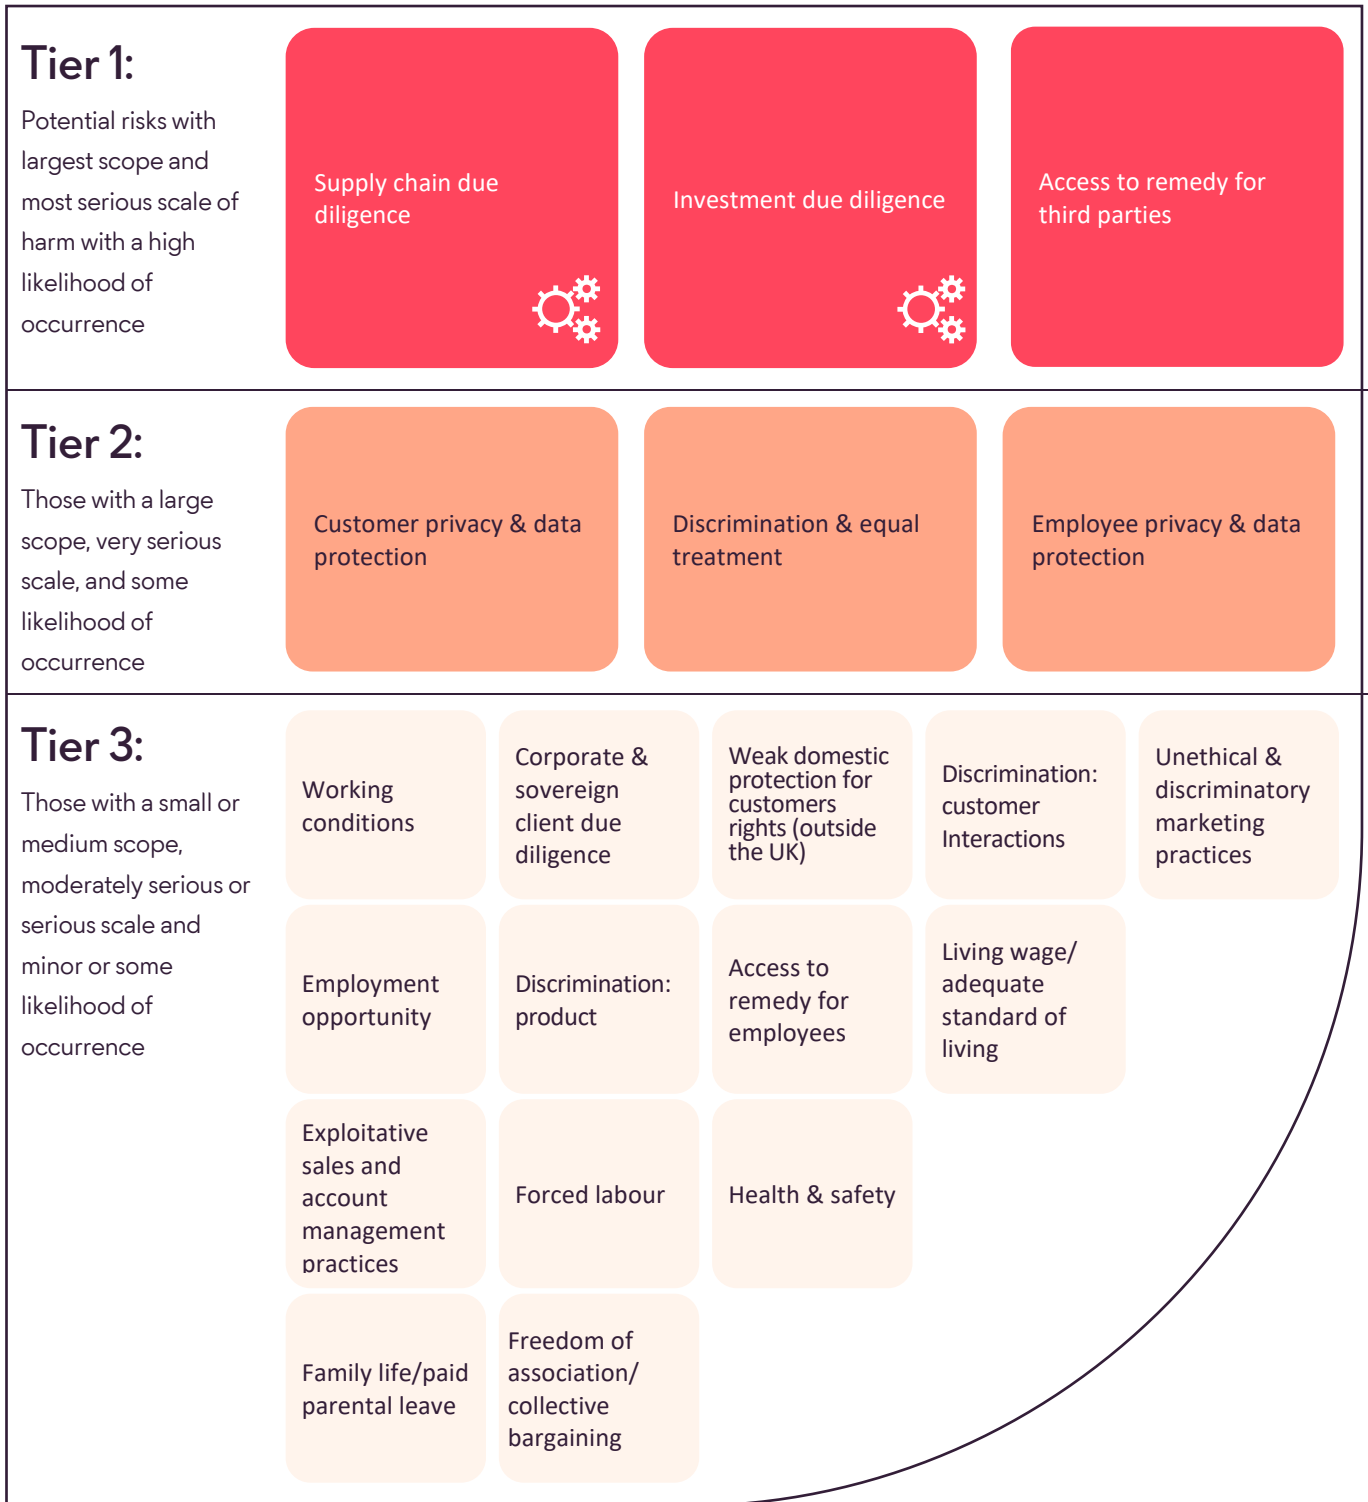 Tier 1:
Potential risks with
largest scope and
most serious scale of
harm with a high
likelihood of
occurrence
Supply chain due
diligence
Investment due diligence
Access to remedy for
third parties
Tier 2:
Those with a large
scope, very serious
scale, and some
likelihood of
occurrence
Customer privacy & data
protection
Discrimination & equal
treatment
Employee privacy & data
protection
Tier 3:
Those with a small or
medium scope,
moderately serious or
serious scale and
minor or some
likelihood of
occurrence
Working
conditions
Corporate &
sovereign
client due
diligence
Weak domestic
protection for
customers
rights (outside
the UK)
Discrimination:
customer
Interactions
Unethical &
discriminatory
marketing
practices
Employment
opportunity
Discrimination:
product
Access to
remedy for
employees
Living wage/
adequate
standard of
living
Exploitative
sales and
account
management
practices
Forced labour
Health & safety
Family life/paid
parental leave
Freedom of
association/
collective
bargaining